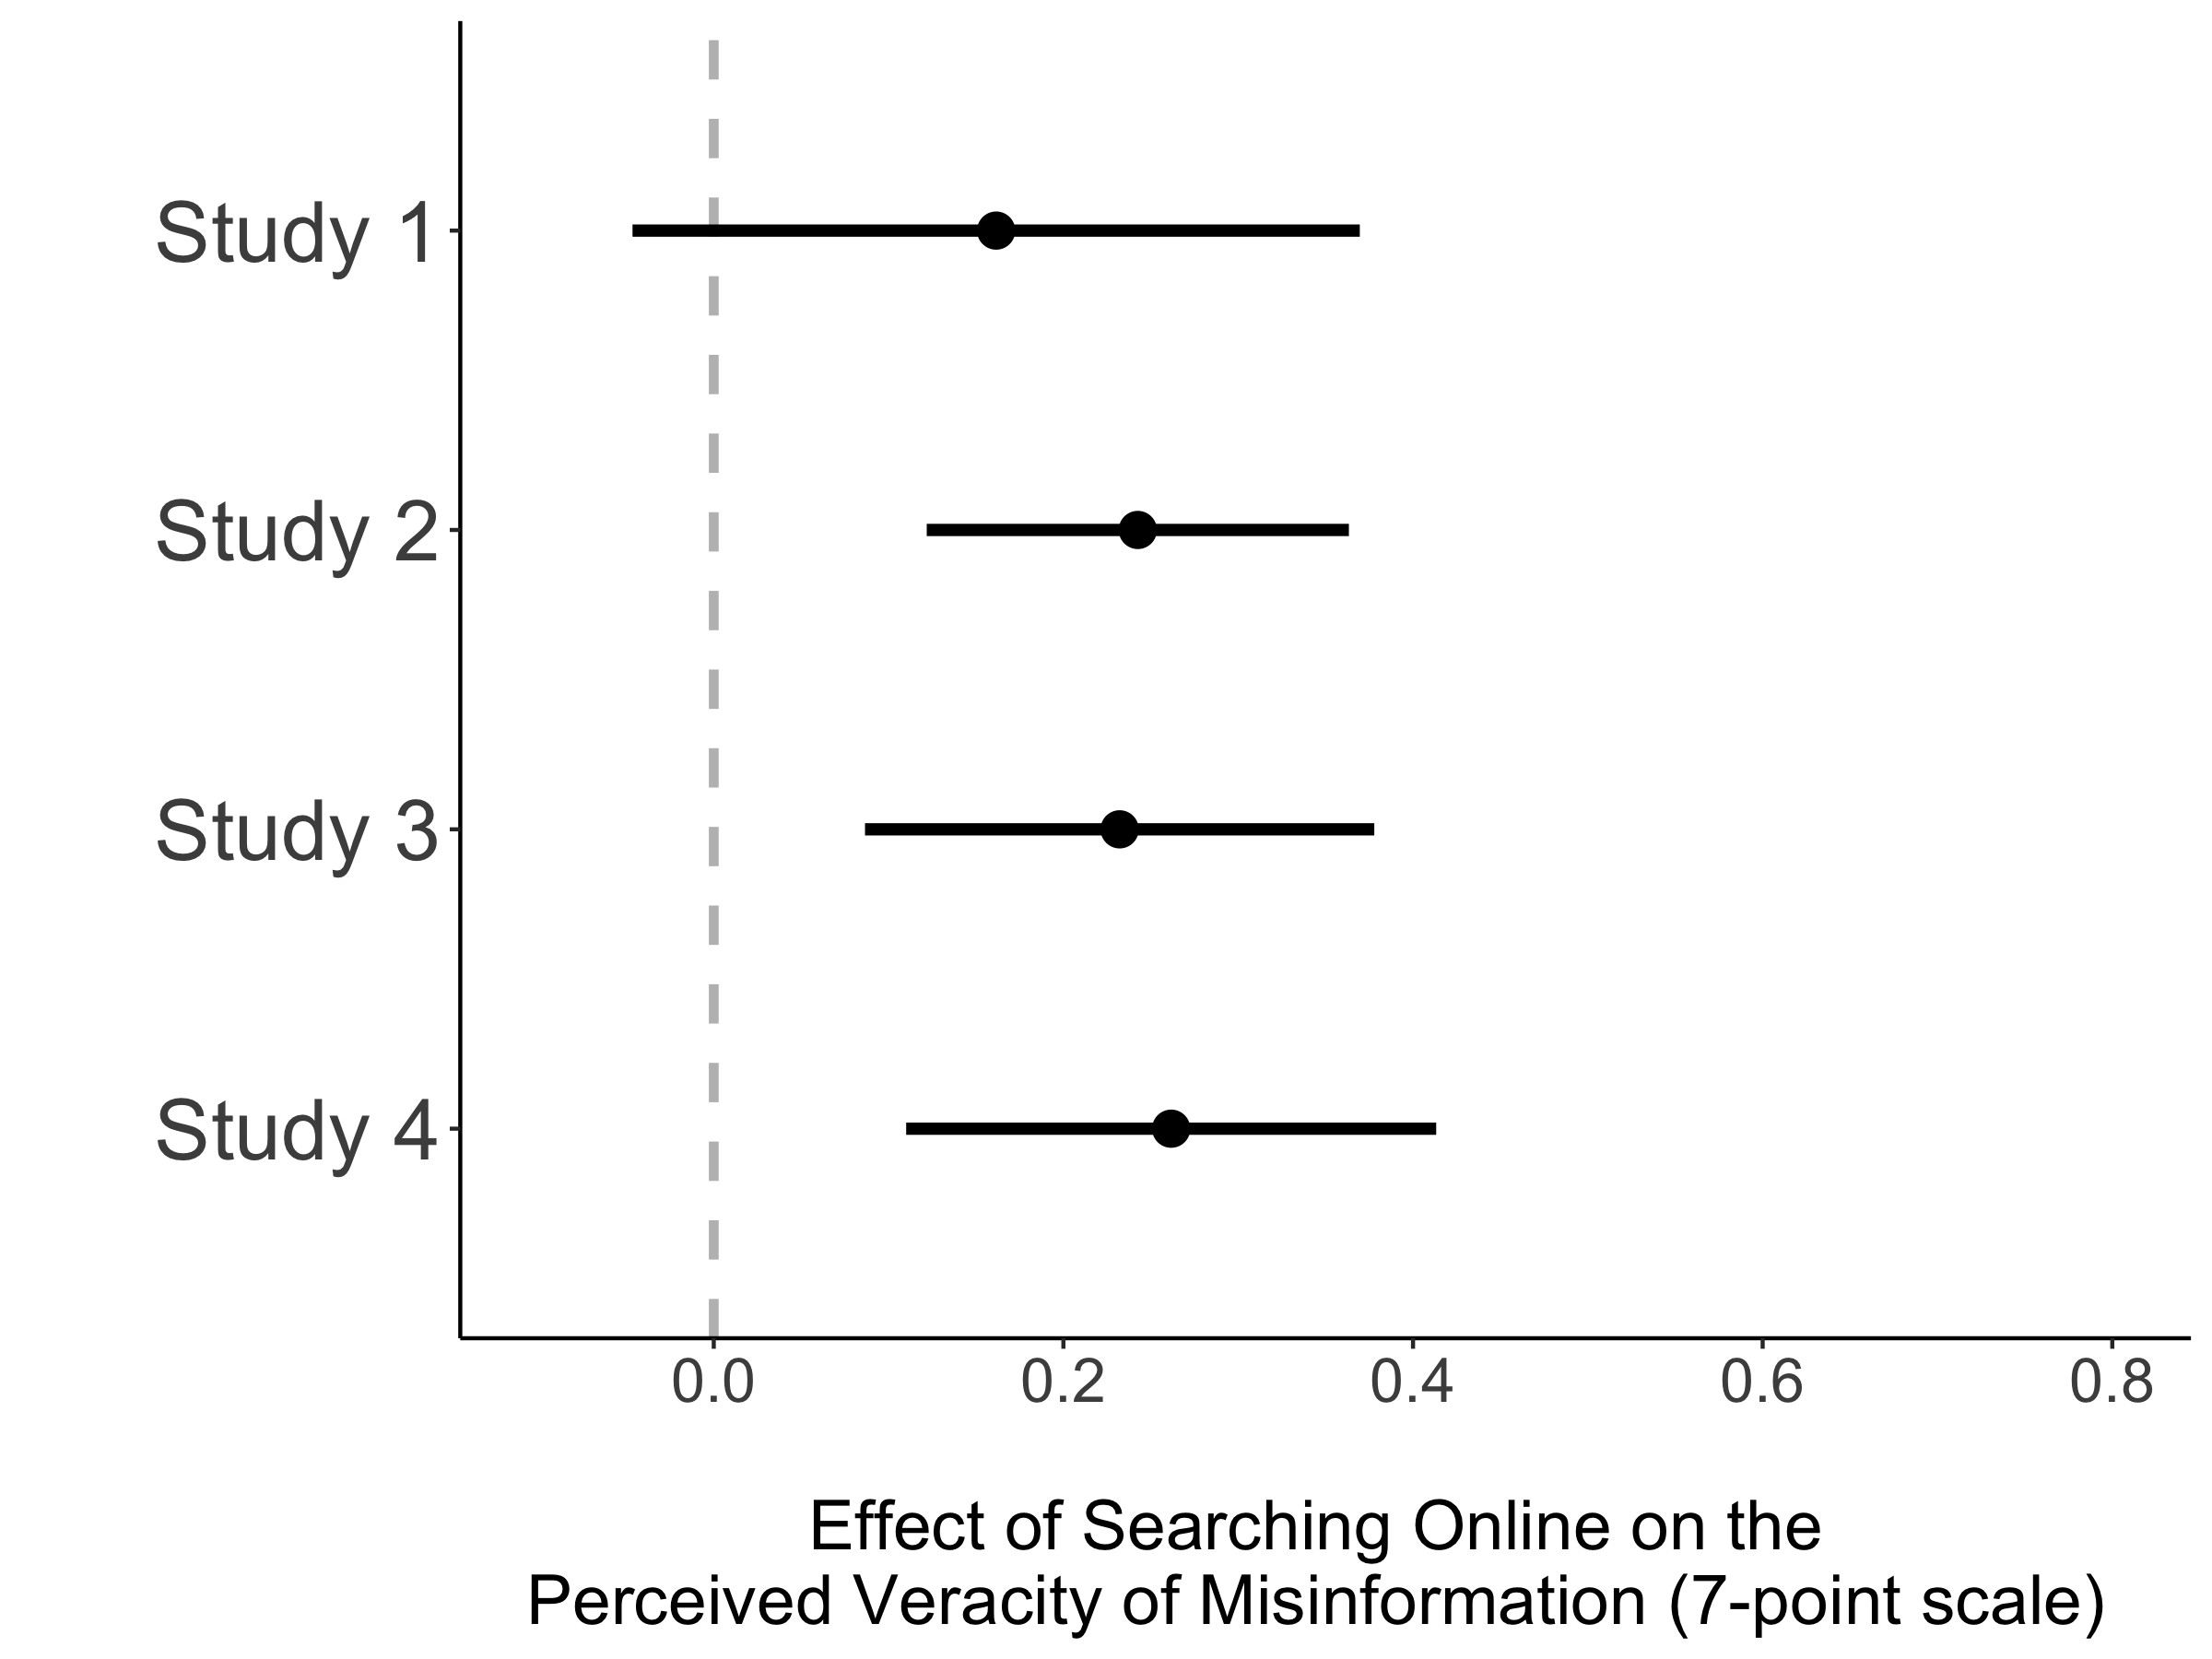 Study 1
Study 2
Study 3
Study 4
0.0 0.2 0.4 0.6 0.8
Effect of Searching Online on the
Perceived Veracity of Misinformation (7-point scale)